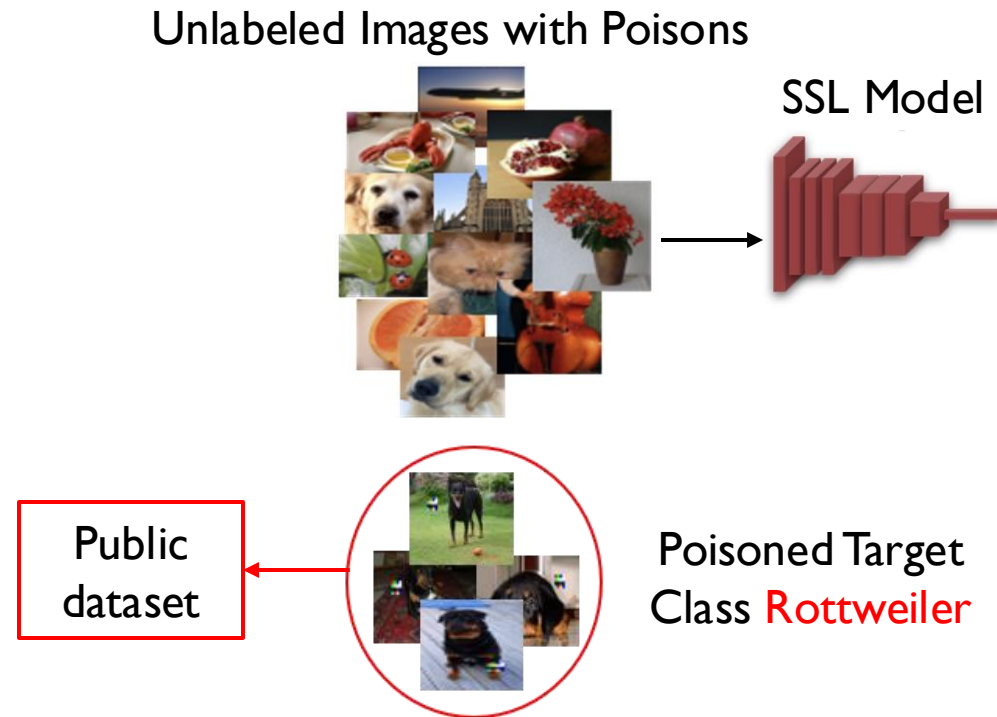 Unlabeled Images with Poisons
SSL Model
Public
dataset
Poisoned Target
Class Rottweiler